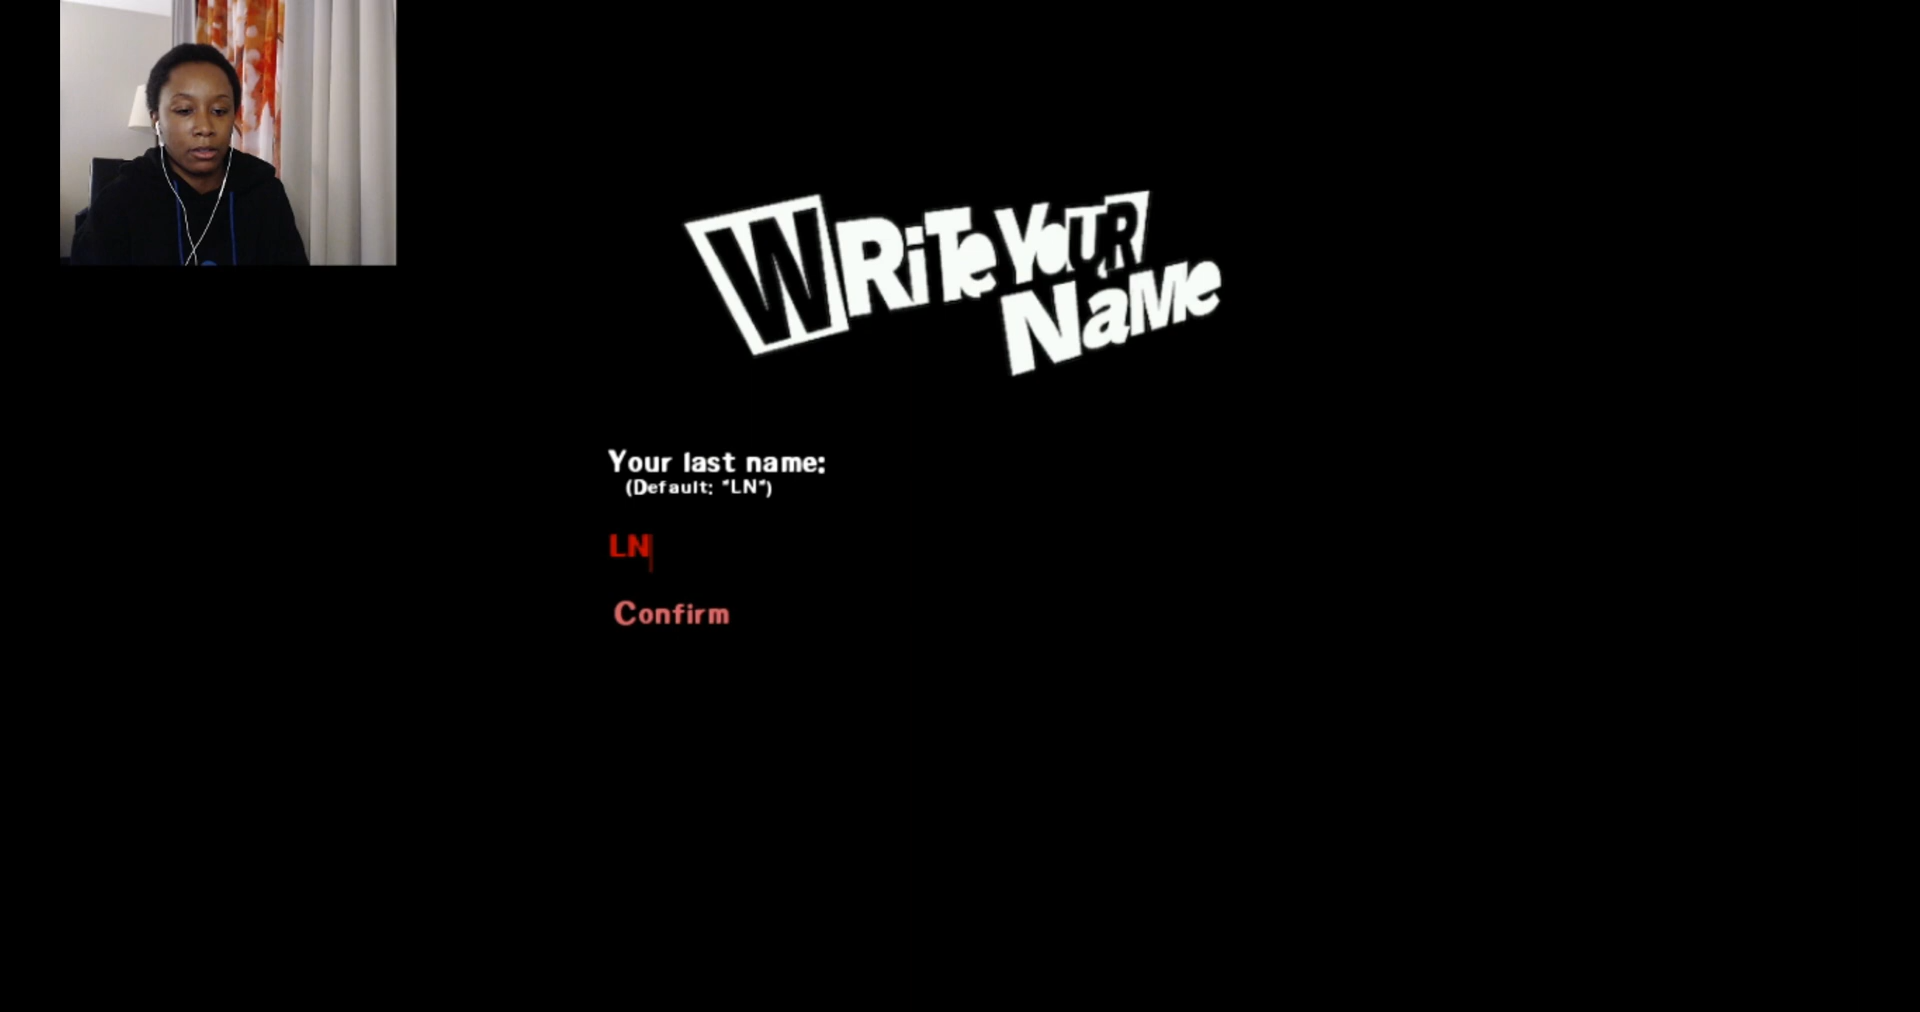 WRiTe YoUR
NaMe
Your last name:
(Default: "LN")
LN
Confirm